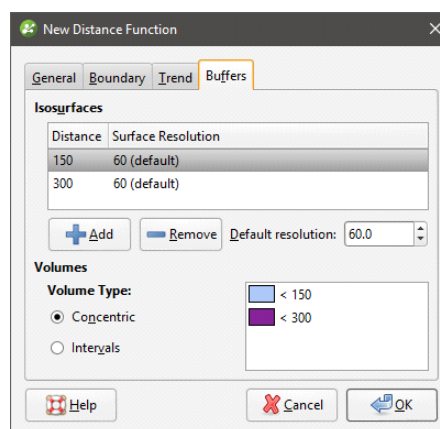 New Distance Function
General Boundary Trend Buffers
Isosurfaces
Distance Surface Resolution
150 60 (default)
300 60 (default)
Add Remove Default resolution: 60.0
Volumes
Volume Type:
Concentric
Intervals
< 150
< 300
Help Cancel OK